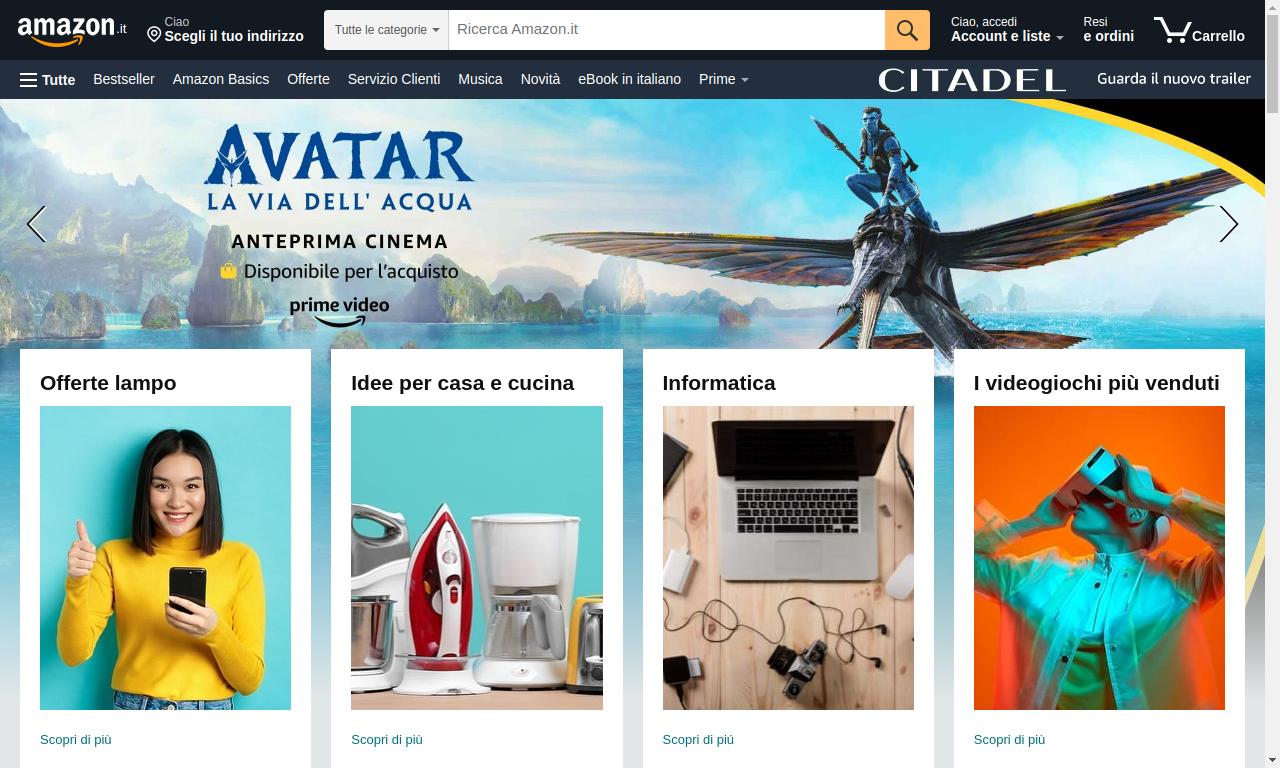 amazon.it
Ciao
Scegli il tuo indirizzo
Tutte le categorie
Ricerca Amazon.it
Ciao, accedi
Account e liste
Resi
e ordini
Carrello
Tutte
Bestseller
Amazon Basics
Offerte
Servizio Clienti
Musica
Novità
eBook in italiano
Prime
CITADEL
Guarda il nuovo trailer
AVATAR
LA VIA DELL' ACQUA
ANTEPRIMA CINEMA
Disponibile per l'acquisto
prime video
Offerte lampo
Idee per casa e cucina
Informatica
I videogiochi più venduti
Scopri di più
Scopri di più
Scopri di piú
Scopri di più